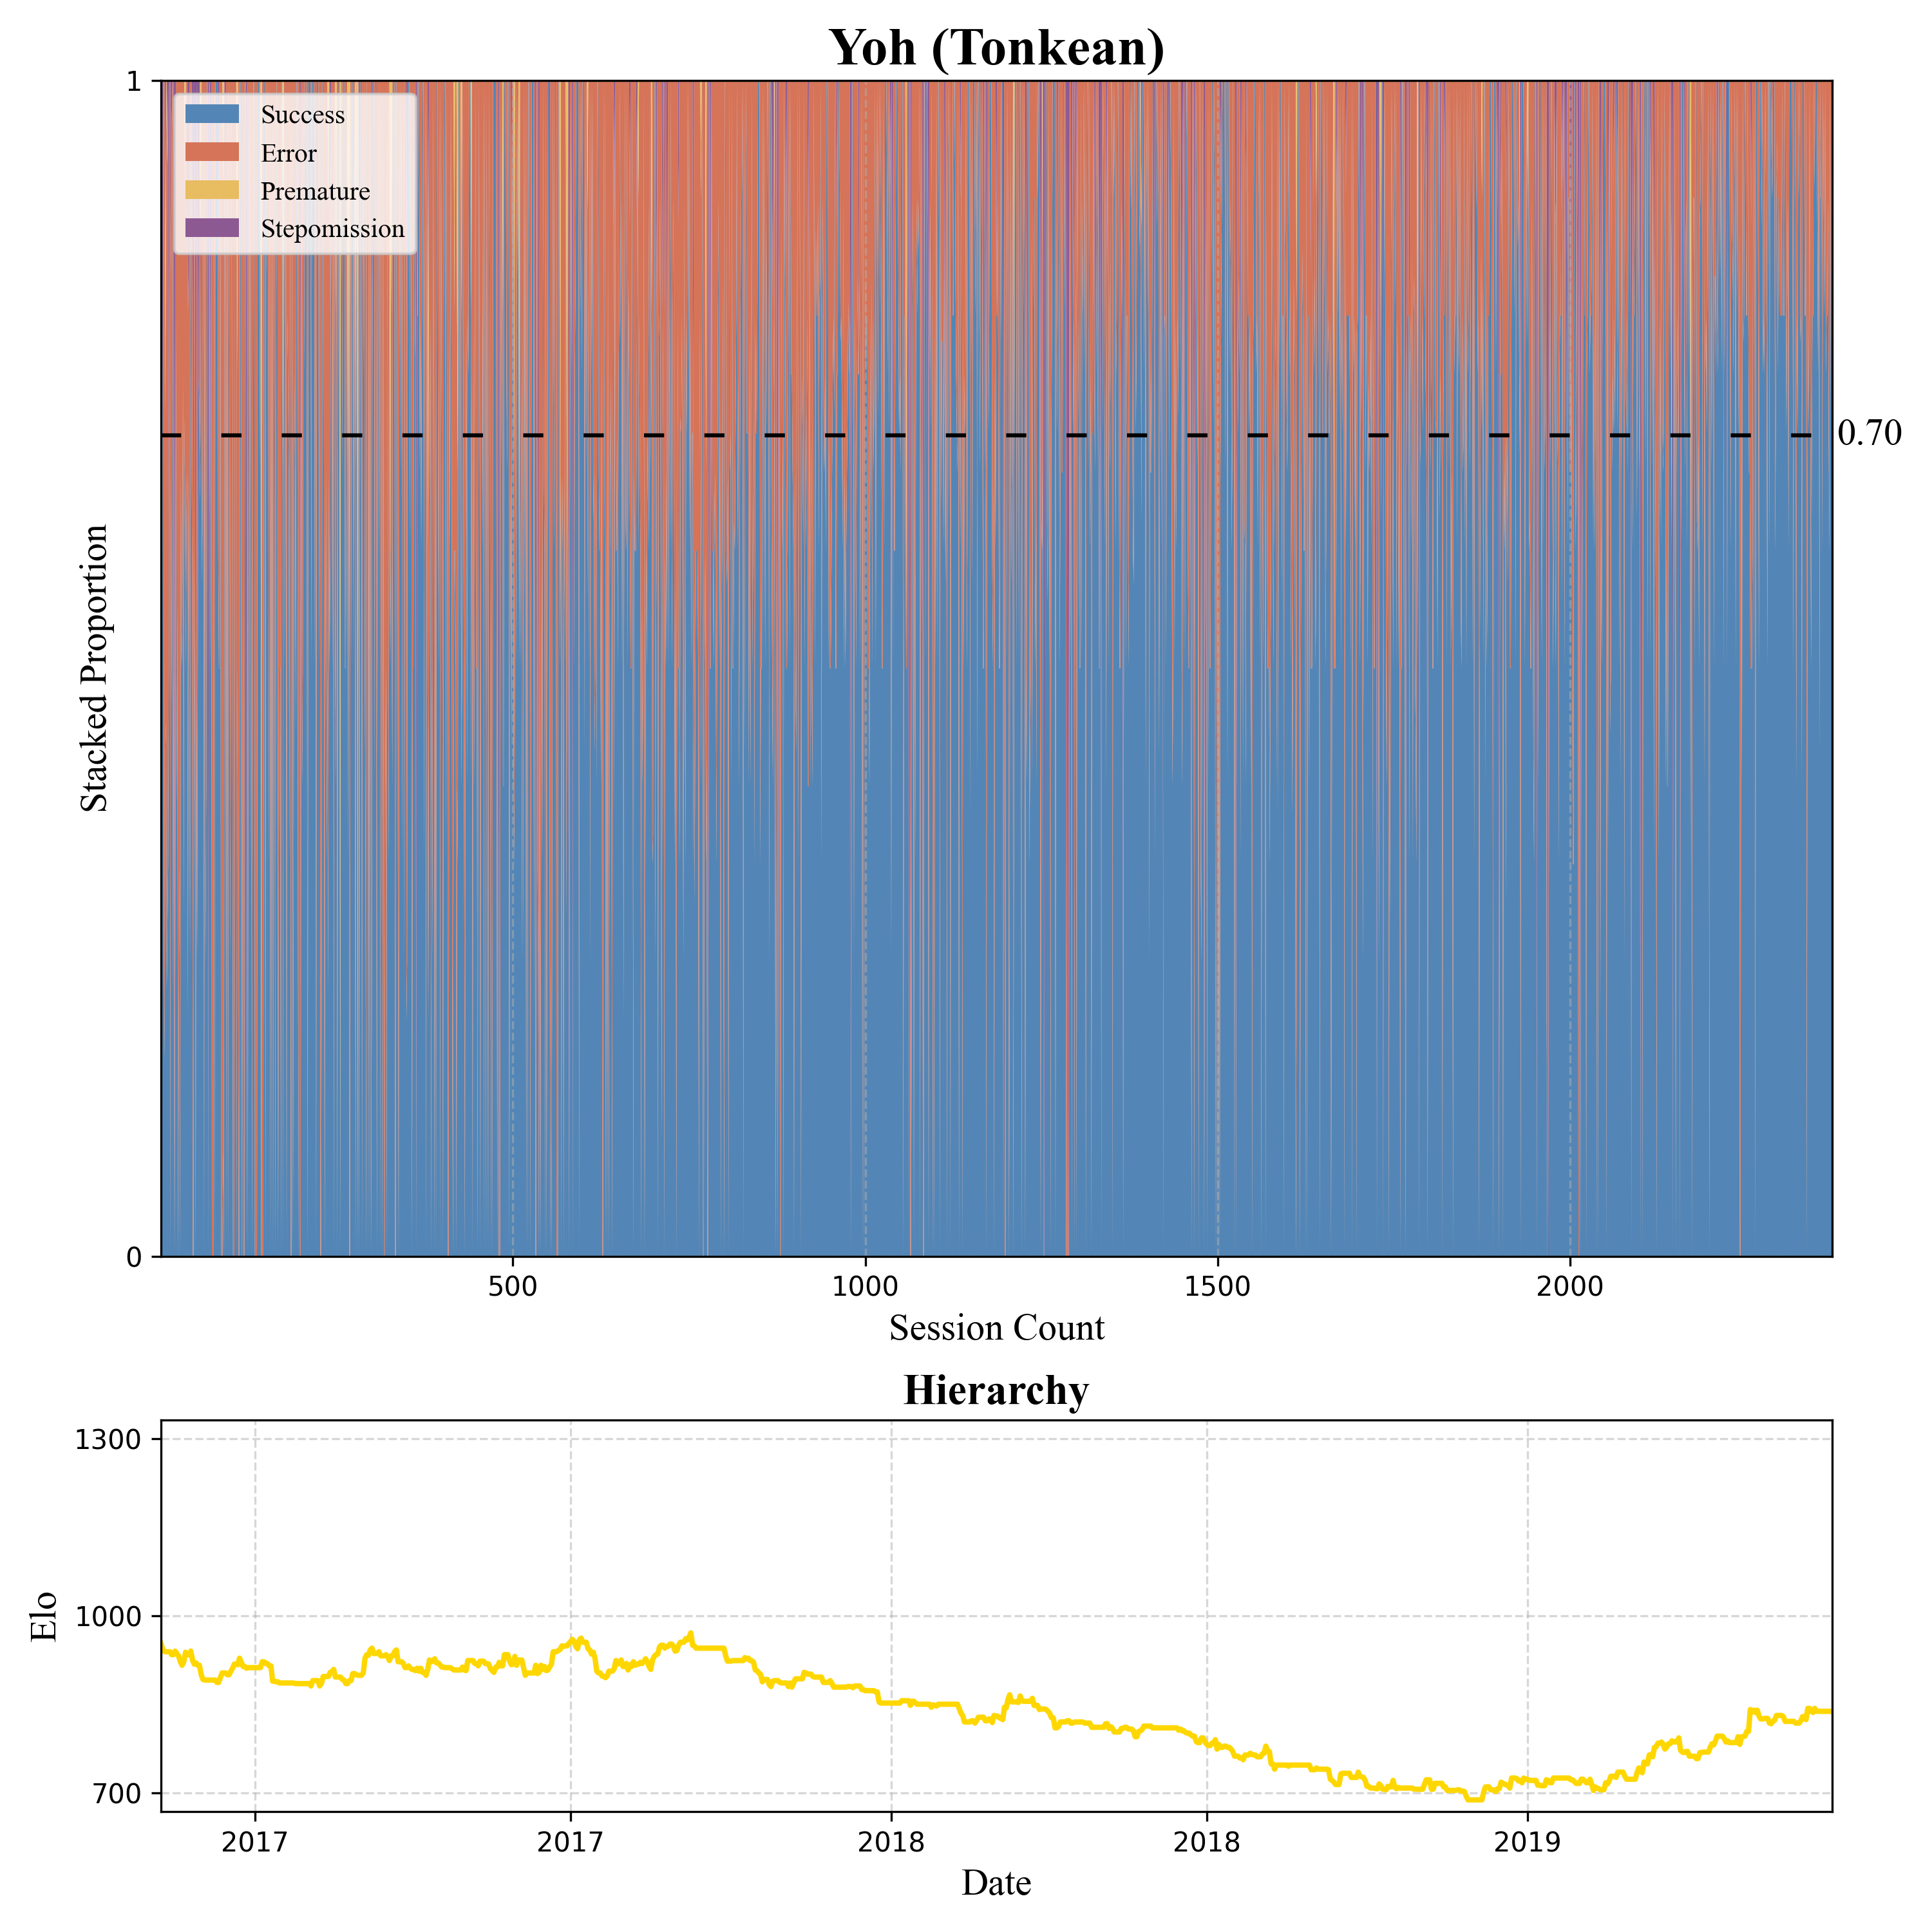 Yoh (Tonkean)
1
Success
Error
Premature
Stepomission
0.70
Stacked Proportion
0
500 1000 1500 2000
Session Count
Hierarchy
1300
1000
700
Elo
2017 2017 2018 2018 2019
Date